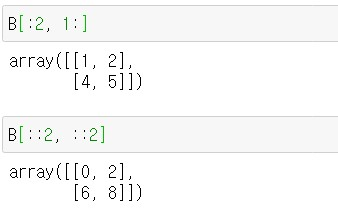 B[:2, 1:]
array([[1, 2],
       [4, 5]])
B[::2, ::2]
array([[0, 2],
       [6, 8]])